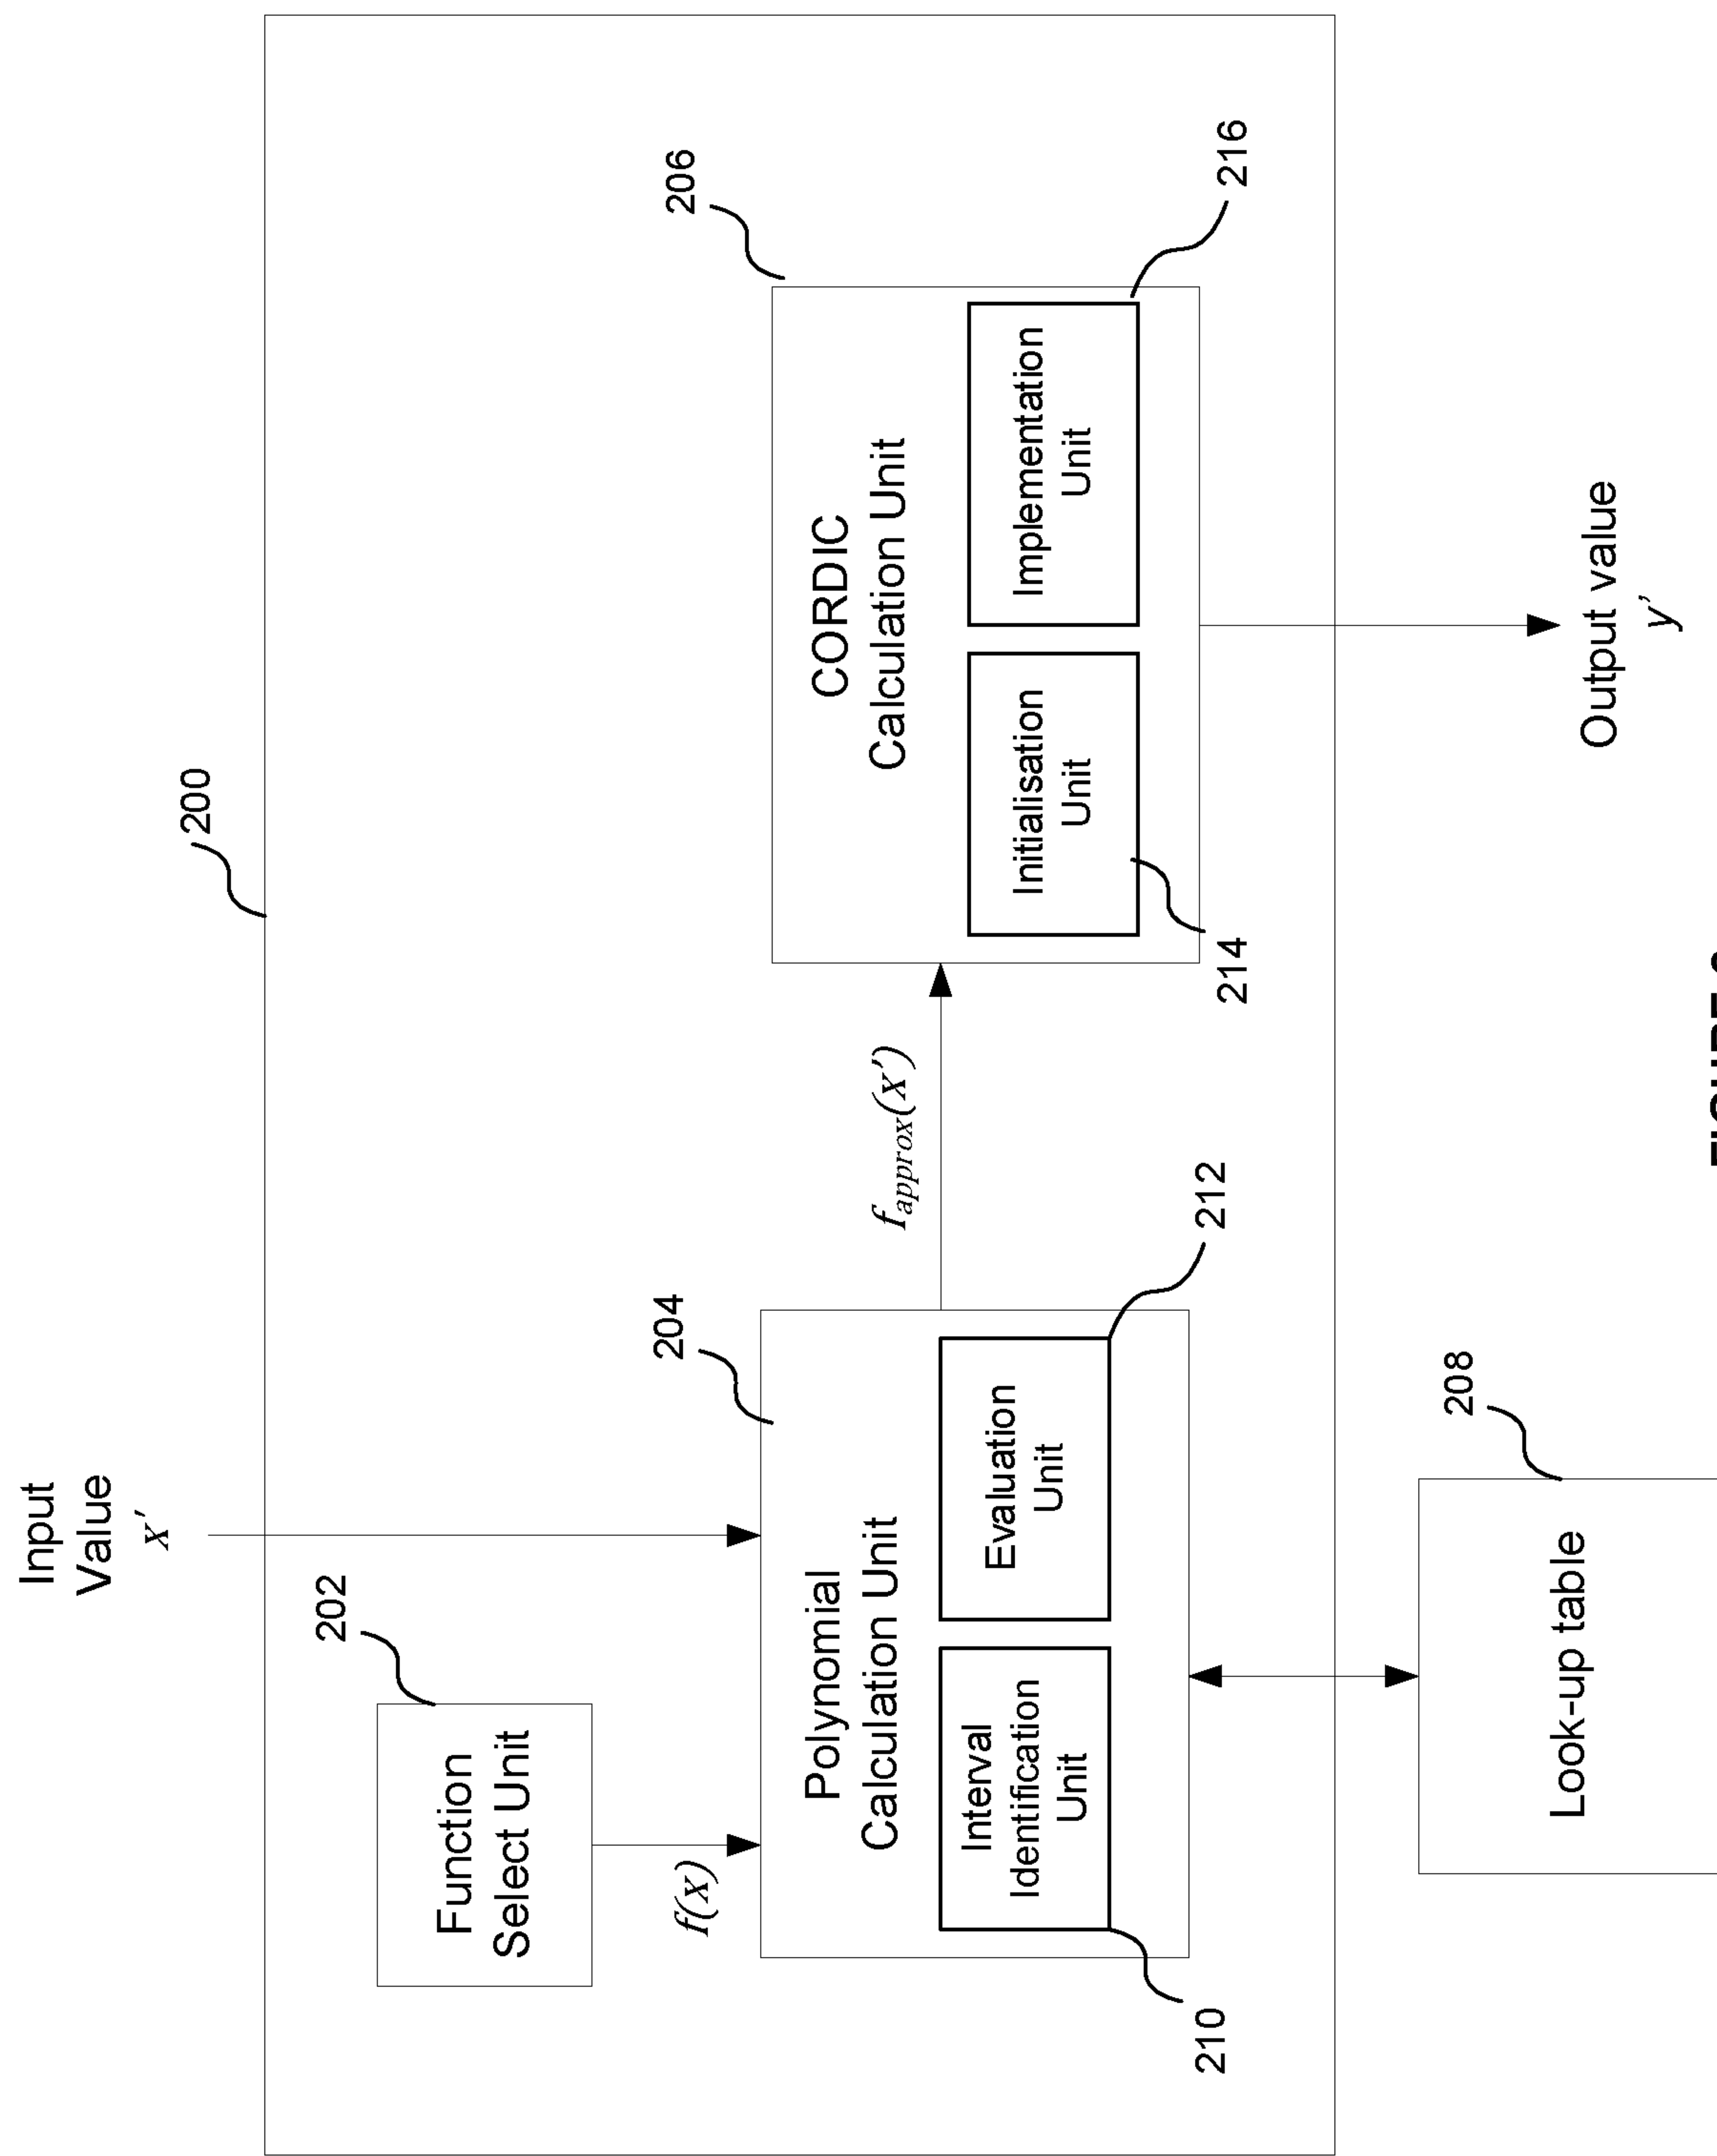 Input
Value
x'
200
202
Function
Select Unit
f(x)
204
Polynomial
Calculation Unit
Interval
Identification
Unit
Evaluation
Unit
210
212
f approx(x')
206
CORDIC
Calculation Unit
Initialisation
Unit
Implementation
Unit
214
216
208
Look-up table
Output value
y'